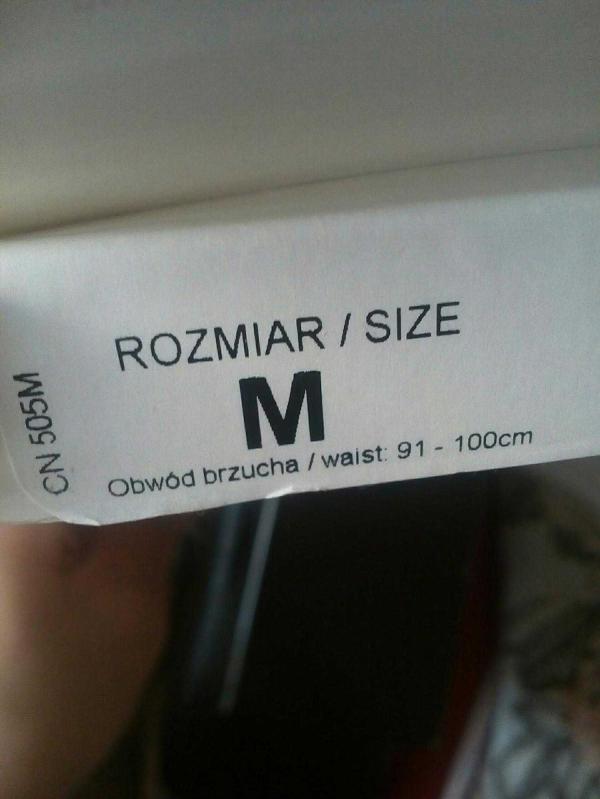 ROZMIAR / SIZE
M
Obwód brzucha / waist: 91 - 100cm
CN 505M